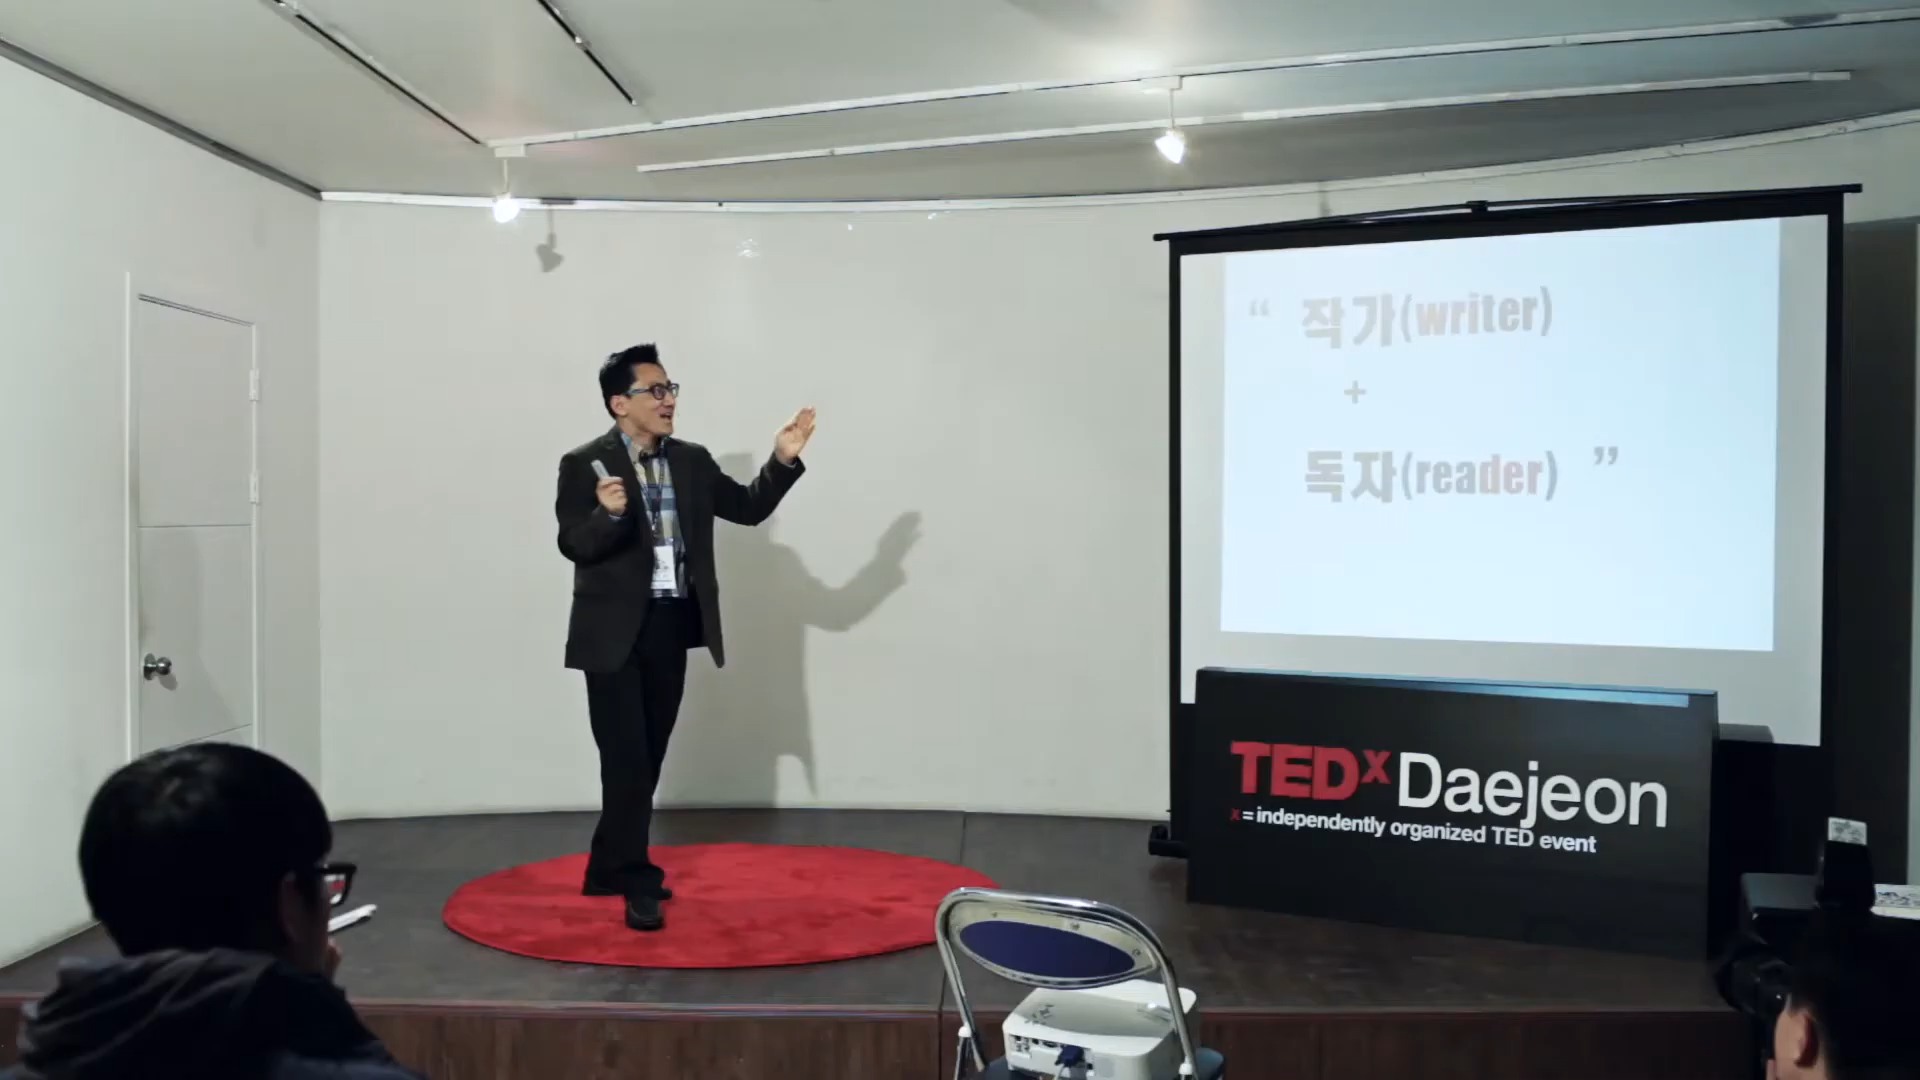 “ 작가(writer)
+
독자(reader) ”
TEDx Daejeon
x = independently organized TED event